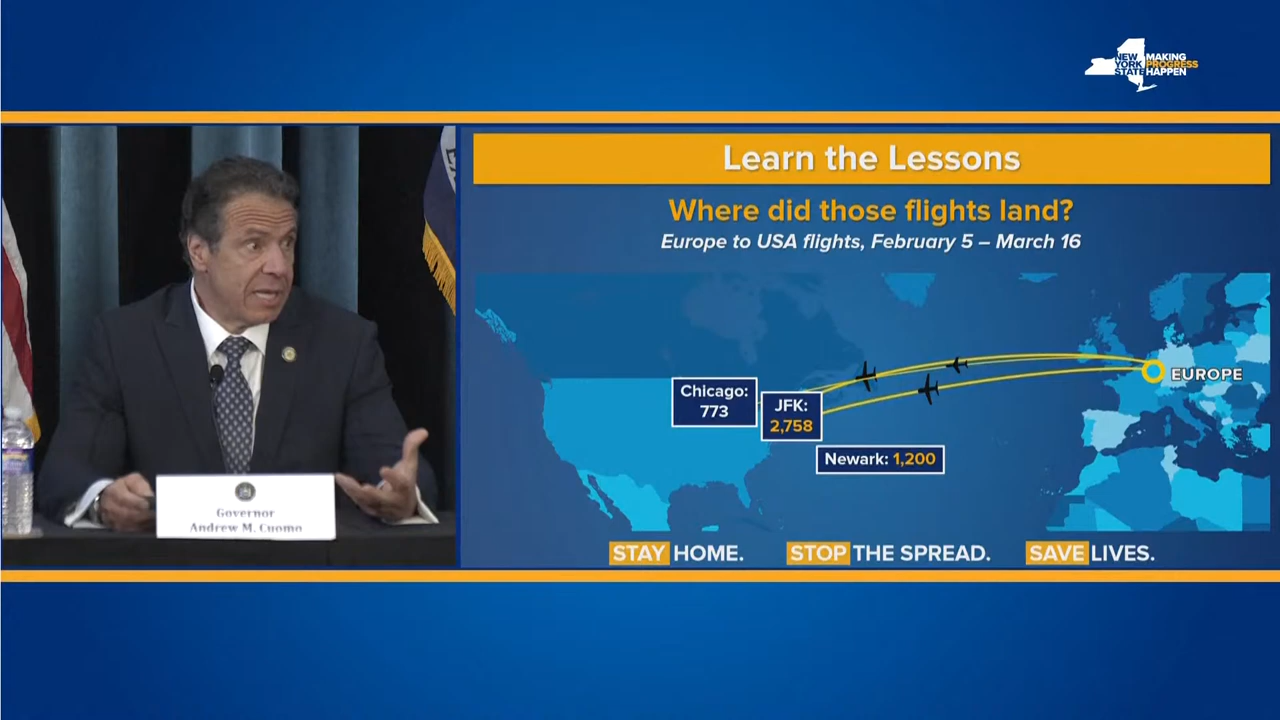 NEW
YORK
STATE
MAKING
PROGRESS
HAPPEN
Learn the Lessons
Where did those flights land?
Europe to USA flights, February 5 – March 16
Chicago:
773
JFK:
2,758
Newark: 1,200
EUROPE
Governor
Andrew M. Cuomo
STAY HOME. STOP THE SPREAD. SAVE LIVES.